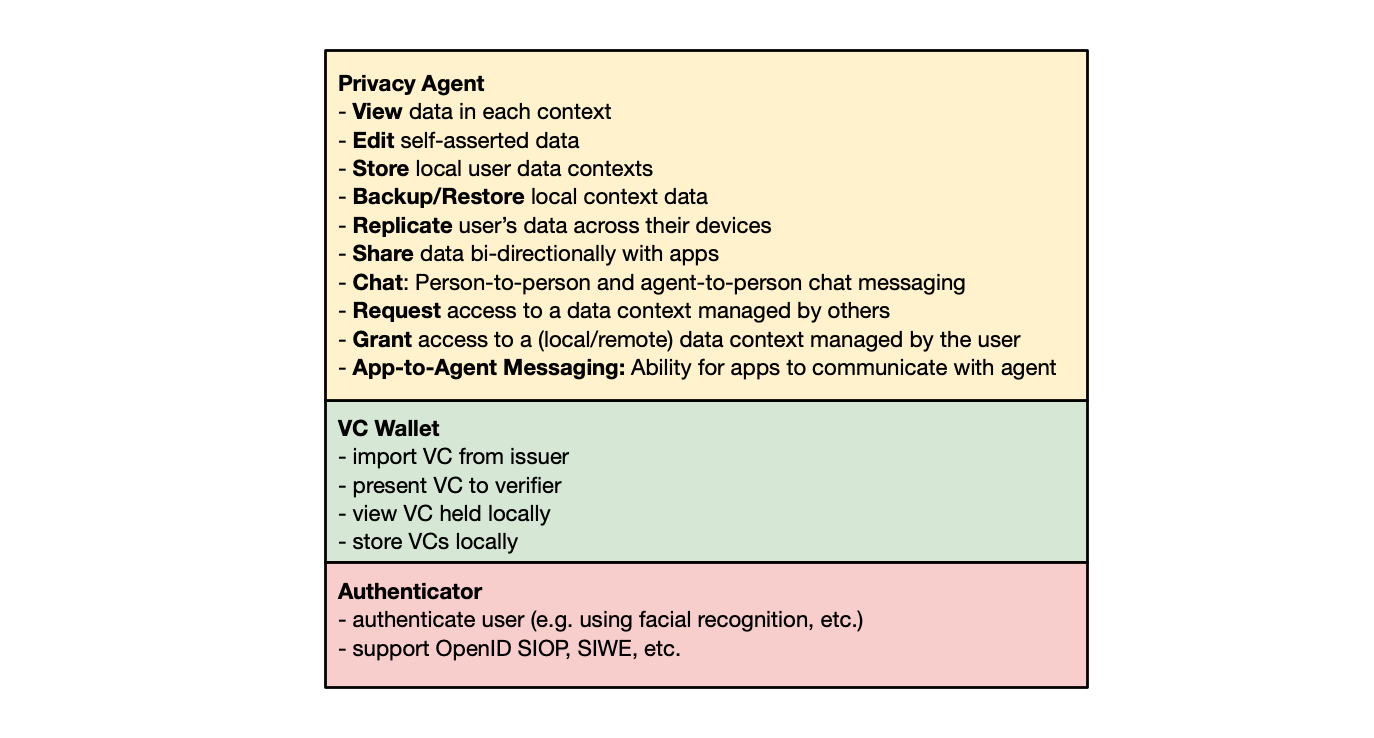 Privacy Agent
- View data in each context
- Edit self-asserted data
- Store local user data contexts
- Backup/Restore local context data
- Replicate user’s data across their devices
- Share data bi-directionally with apps
- Chat: Person-to-person and agent-to-person chat messaging
- Request access to a data context managed by others
- Grant access to a (local/remote) data context managed by the user
- App-to-Agent Messaging: Ability for apps to communicate with agent
VC Wallet
- import VC from issuer
- present VC to verifier
- view VC held locally
- store VCs locally
Authenticator
- authenticate user (e.g. using facial recognition, etc.)
- support OpenID SIOP, SIWE, etc.